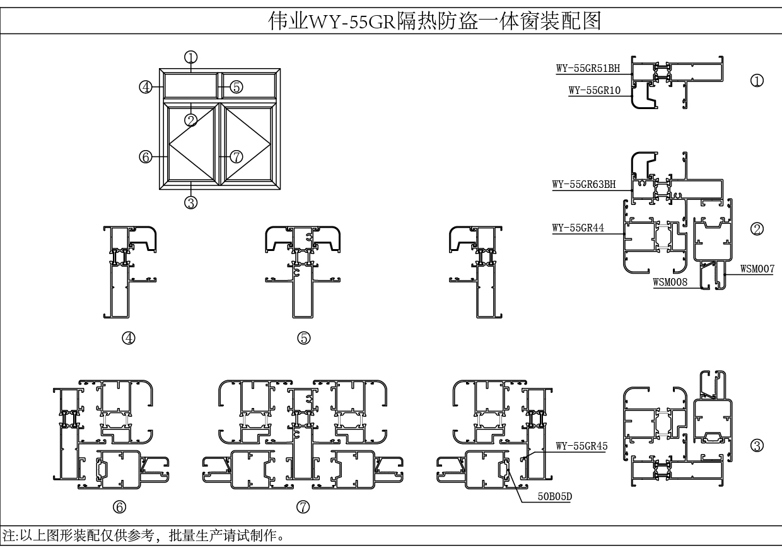 伟业WY-55GR隔热防盗一体窗装配图
①
④
⑤
②
⑥
⑦
③
WY-55GR51BH
WY-55GR10
①
WY-55GR63BH
WY-55GR44
②
WSM007
WSM008
④
⑤
WY-55GR45
50B05D
③
⑥
⑦
注:以上图形装配仅供参考，批量生产请试制作。